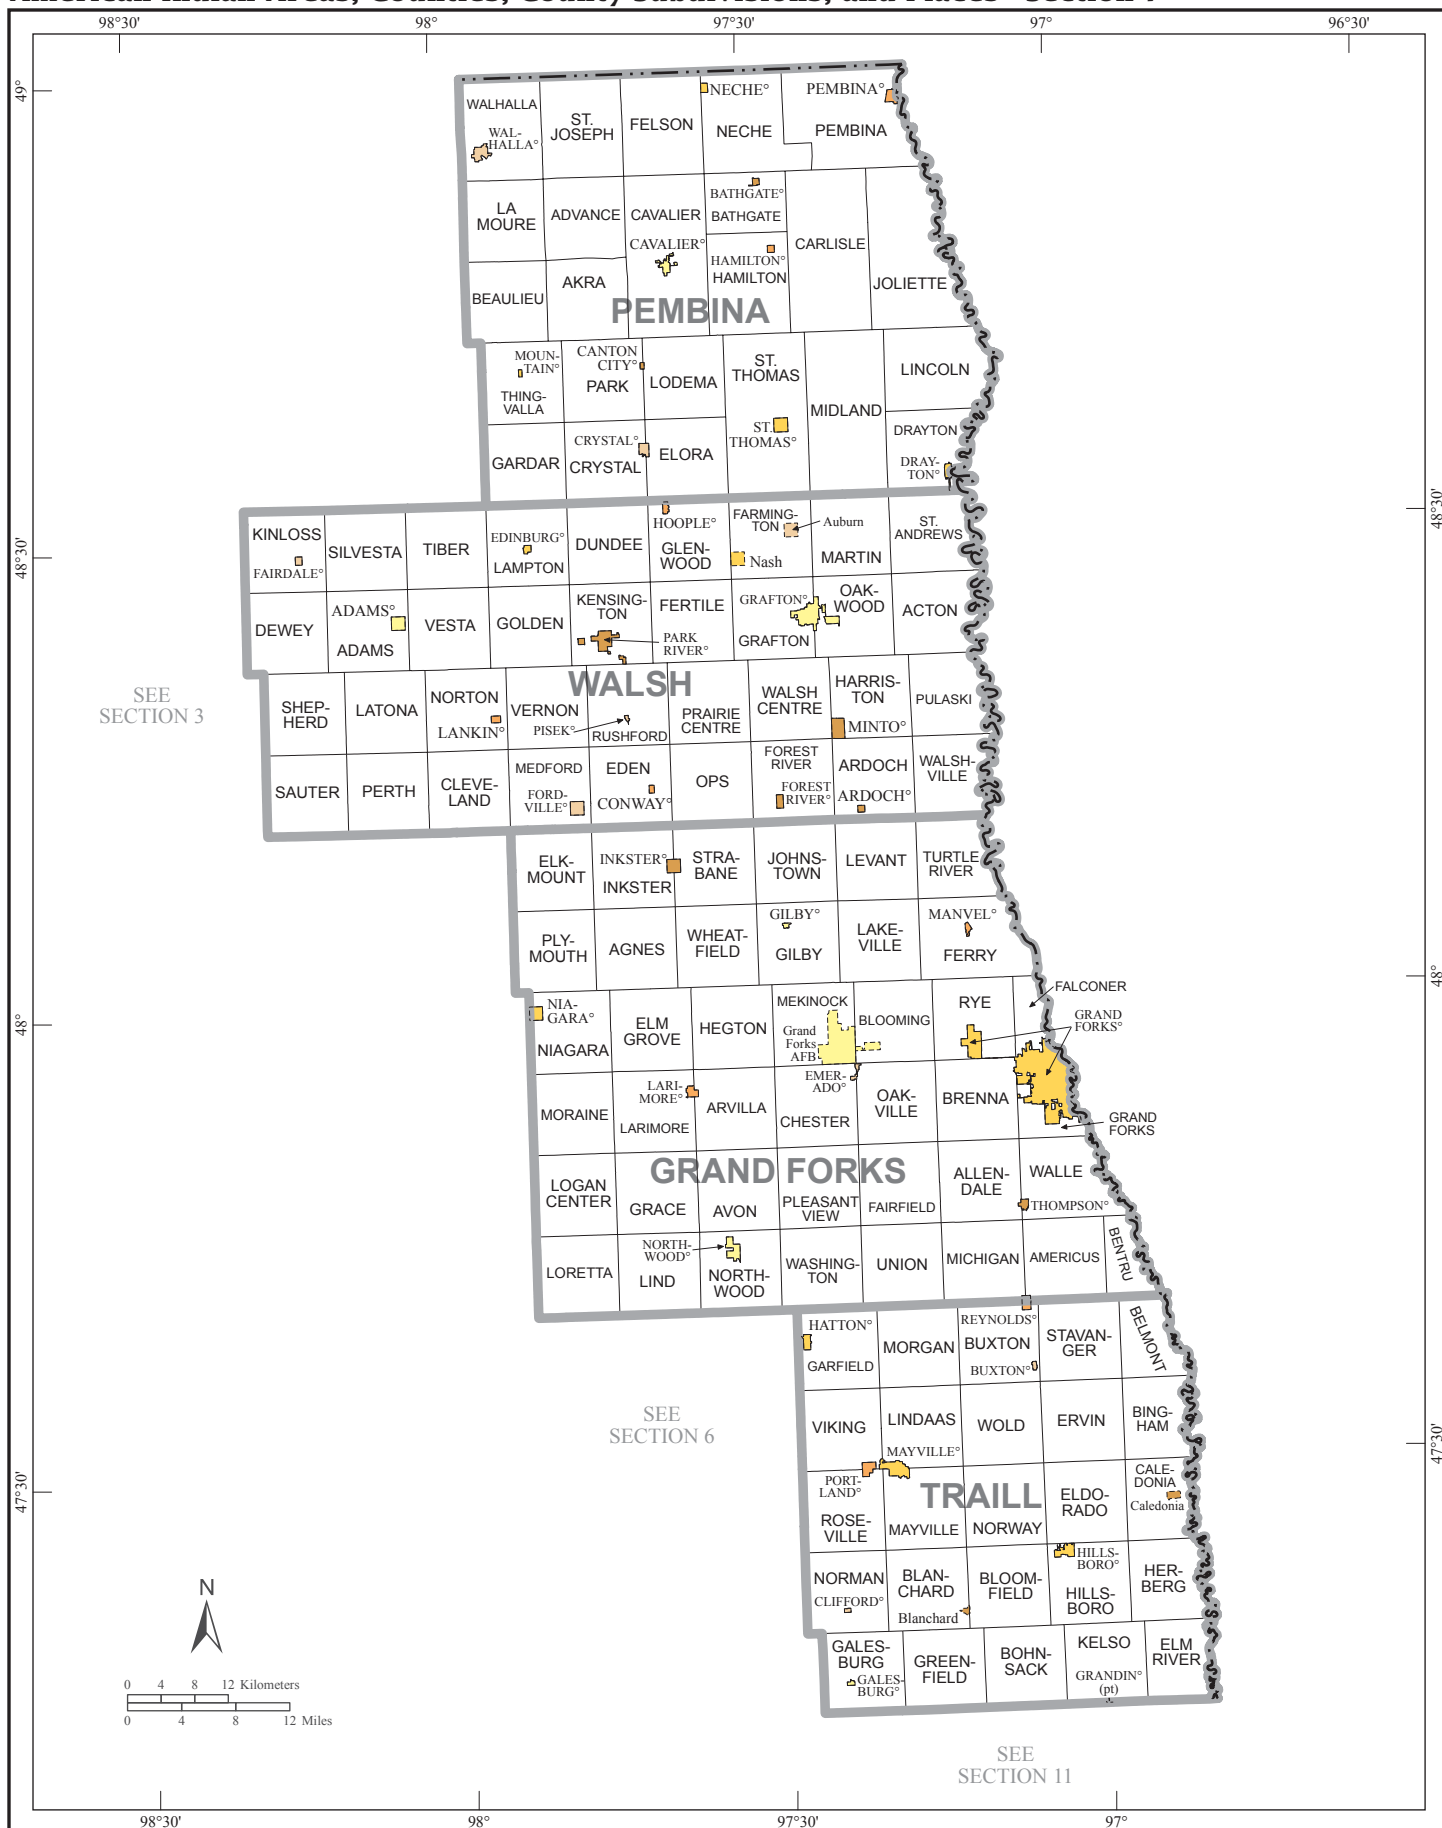 98°30'
98°
97°30'
97°
96°30'
49°
48°30'
48°
47°30'
WALHALLA
WAL-
HALLA°
ST.
JOSEPH
FELSON
NECHE°
NECHE
PEMBINA°
PEMBINA
LA
MOURE
ADVANCE
CAVALIER
CAVALIER°
BATHGATE°
BATHGATE
HAMILTON°
HAMILTON
CARLISLE
JOLIETTE
BEAULIEU
AKRA
PEMBINA
MOUN-
TAIN°
THING-
VALLA
CANTON
CITY°
PARK
LODEMA
ST.
THOMAS
ST.
THOMAS°
MIDLAND
LINCOLN
DRAYTON
DRAY-
TON°
GARDAR
CRYSTAL°
CRYSTAL
ELORA
KINLOSS
FAIRDALE°
SILVESTA
TIBER
EDINBURG°
LAMPTON
DUNDEE
HOOPLE°
GLEN-
WOOD
FARMING-
TON
Auburn
Nash
MARTIN
ST.
ANDREWS
48°30'
DEWEY
ADAMS°
ADAMS
VESTA
GOLDEN
KENSING-
TON
PARK
RIVER°
FERTILE
GRAFTON°
GRAFTON
OAK-
WOOD
ACTON
WALSH
SEE
SECTION 3
SHEP-
HERD
LATONA
NORTON
LANKIN°
VERNON
PISEK°
RUSHFORD
PRAIRIE
CENTRE
WALSH
CENTRE
HARRIS-
TON
MINTO°
PULASKI
SAUTER
PERTH
CLEVE-
LAND
MEDFORD
FORD-
VILLE°
EDEN
CONWAY°
OPS
FOREST
RIVER
FOREST
RIVER°
ARDOCH
ARDOCH°
WALSH-
VILLE
ELK-
MOUNT
INKSTER°
INKSTER
STRA-
BANE
JOHNS-
TOWN
LEVANT
TURTLE
RIVER
PLY-
MOUTH
AGNES
WHEAT-
FIELD
GILBY°
GILBY
LAKE-
VILLE
MANVEL°
FERRY
48°
NIA-
GARA°
NIAGARA
ELM
GROVE
HEGTON
MEKINOCK
Grand
Forks
AFB
BLOOMING
RYE
FALCONER
GRAND
FORKS°
MORAINE
LARI-
MORE°
LARIMORE
ARVILLA
EMER-
ADO°
CHESTER
OAK-
VILLE
BRENNA
GRAND
FORKS
GRAND FORKS
LOGAN
CENTER
GRACE
AVON
PLEASANT
VIEW
FAIRFIELD
ALLEN-
DALE
WALLE
THOMPSON°
LORETTA
NORTH-
WOOD°
LIND
NORTH-
WOOD
WASHING-
TON
UNION
MICHIGAN
AMERICUS
BENTRU
HATTON°
GARFIELD
MORGAN
REYNOLDS°
BUXTON
BUXTON°
STAVAN-
GER
BELMONT
SEE
SECTION 6
VIKING
LINDAAS
MAYVILLE°
WOLD
ERVIN
BING-
HAM
47°30'
PORT-
LAND°
ROSE-
VILLE
TRAILL
MAYVILLE
NORWAY
ELDO-
RADO
CALE-
DONIA
Caledonia
NORMAN
CLIFFORD°
BLAN-
CHARD
Blanchard
BLOOM-
FIELD
HILLS-
BORO°
HILLS-
BORO
HER-
BERG
GALES-
BURG
GALES-
BURG°
GREEN-
FIELD
BOHN-
SACK
KELSO
GRANDIN°
(pt)
ELM
RIVER
N
0 4 8 12 Kilometers
0 4 8 12 Miles
SEE
SECTION 11
98°30'
98°
97°30'
97°